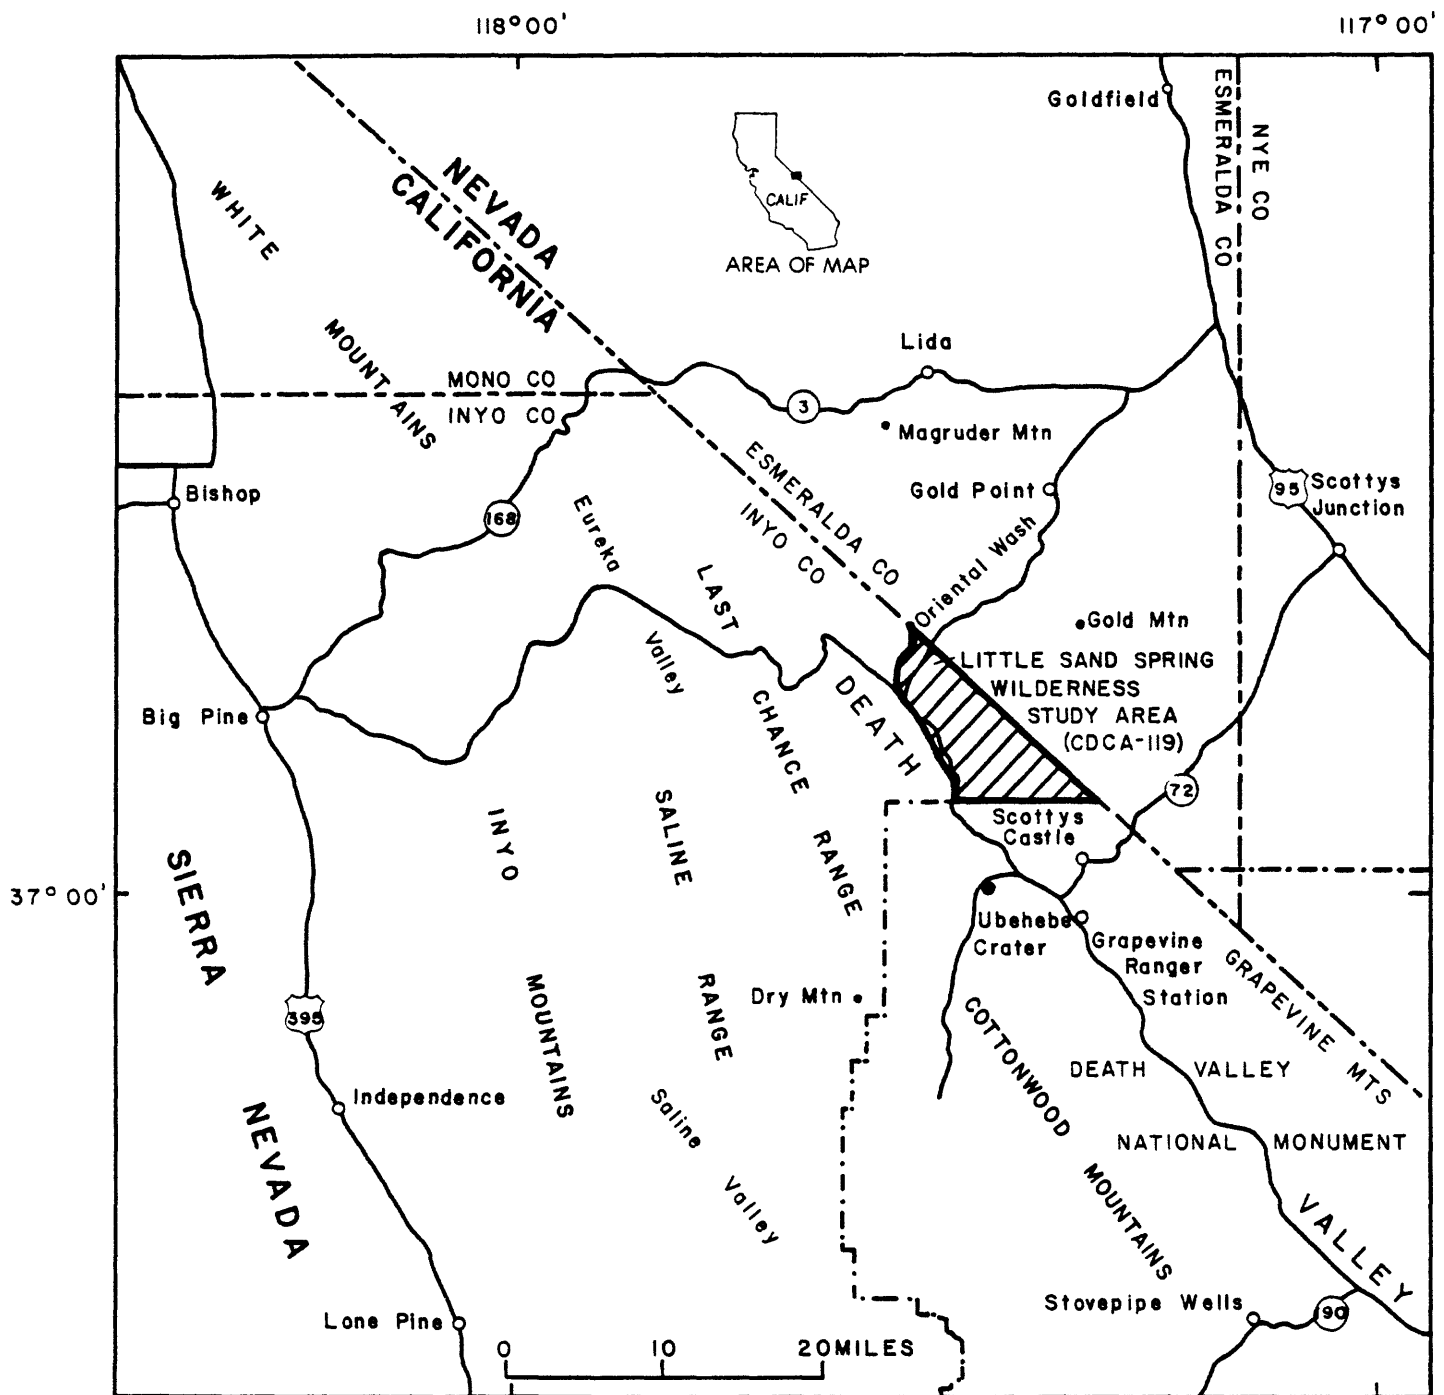 118°00'
117°00'
Goldfield
ESMERALDA CO
NYE CO
NEVADA
CALIFORNIA
CALIF
AREA OF MAP
WHITE
MOUNTAINS
Lida
MONO CO
INYO CO
3
Magruder Mtn
ESMERALDA CO
INYO CO
Gold Point
95
Scottys
Junction
Bishop
168
Eureka
Valley
Oriental Wash
LAST
CHANCE
RANGE
Gold Mtn
LITTLE SAND SPRING
WILDERNESS
STUDY AREA
(CDCA-119)
DEATH
Big Pine
72
INYO
MOUNTAINS
SALINE
RANGE
Scottys
Castle
SIERRA
NEVADA
37°00'
Ubehebe
Crater
Grapevine
Ranger
Station
GRAPEVINE MTS
Dry Mtn
395
COTTONWOOD
MOUNTAINS
DEATH VALLEY
NATIONAL MONUMENT
Independence
Saline
Valley
VALLEY
Stovepipe Wells
190
Lone Pine
0 10 20 MILES